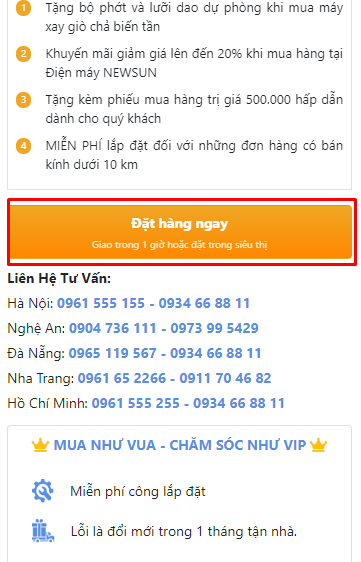 1 Tặng bộ phớt và lưỡi dao dự phòng khi mua máy
xay giò chả biến tần
2 Khuyến mãi giảm giá lên đến 20% khi mua hàng tại
Điện máy NEWSUN
3 Tặng kèm phiếu mua hàng trị giá 500.000 hấp dẫn
dành cho quý khách
4 MIỄN PHÍ lắp đặt đối với những đơn hàng có bán
kính dưới 10 km
Đặt hàng ngay
Giao trong 1 giờ hoặc đặt trong siêu thị
Liên Hệ Tư Vấn:
Hà Nội: 0961 555 155 - 0934 66 88 11
Nghệ An: 0904 736 111 - 0973 99 5429
Đà Nẵng: 0965 119 567 - 0934 66 88 11
Nha Trang: 0961 65 2266 - 0911 70 46 82
Hồ Chí Minh: 0961 555 255 - 0934 66 88 11
MUA NHƯ VUA - CHĂM SÓC NHƯ VIP
Miễn phí công lắp đặt
Lỗi là đổi mới trong 1 tháng tận nhà.